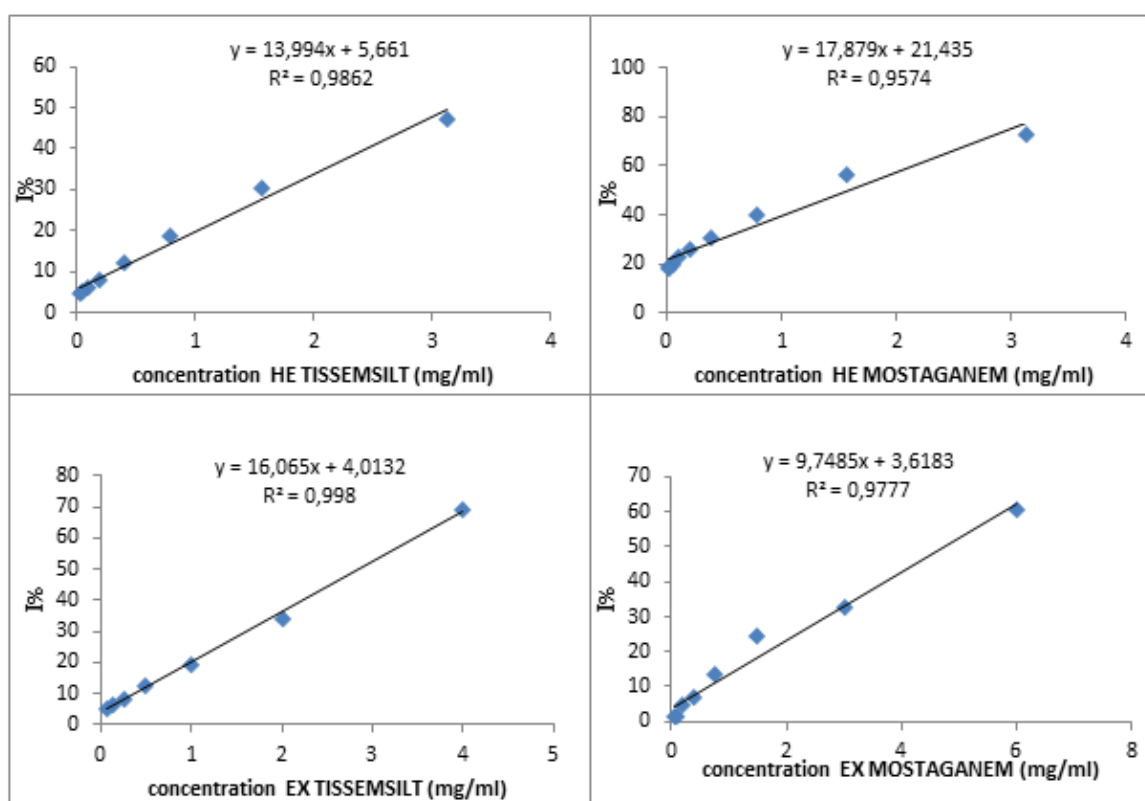 y = 13,994x + 5,661
R² = 0,9862
60
50
40
30
20
10
0
I%
0 1 2 3 4
concentration HE TISSEMSILT (mg/ml)
y = 17,879x + 21,435
R² = 0,9574
100
80
60
40
20
0
I%
0 1 2 3 4
concentration HE MOSTAGANEM (mg/ml)
y = 16,065x + 4,0132
R² = 0,998
80
70
60
50
40
30
20
10
0
I%
0 1 2 3 4 5
concentration EX TISSEMSILT (mg/ml)
y = 9,7485x + 3,6183
R² = 0,9777
70
60
50
40
30
20
10
0
I%
0 2 4 6 8
concentration EX MOSTAGANEM (mg/ml)